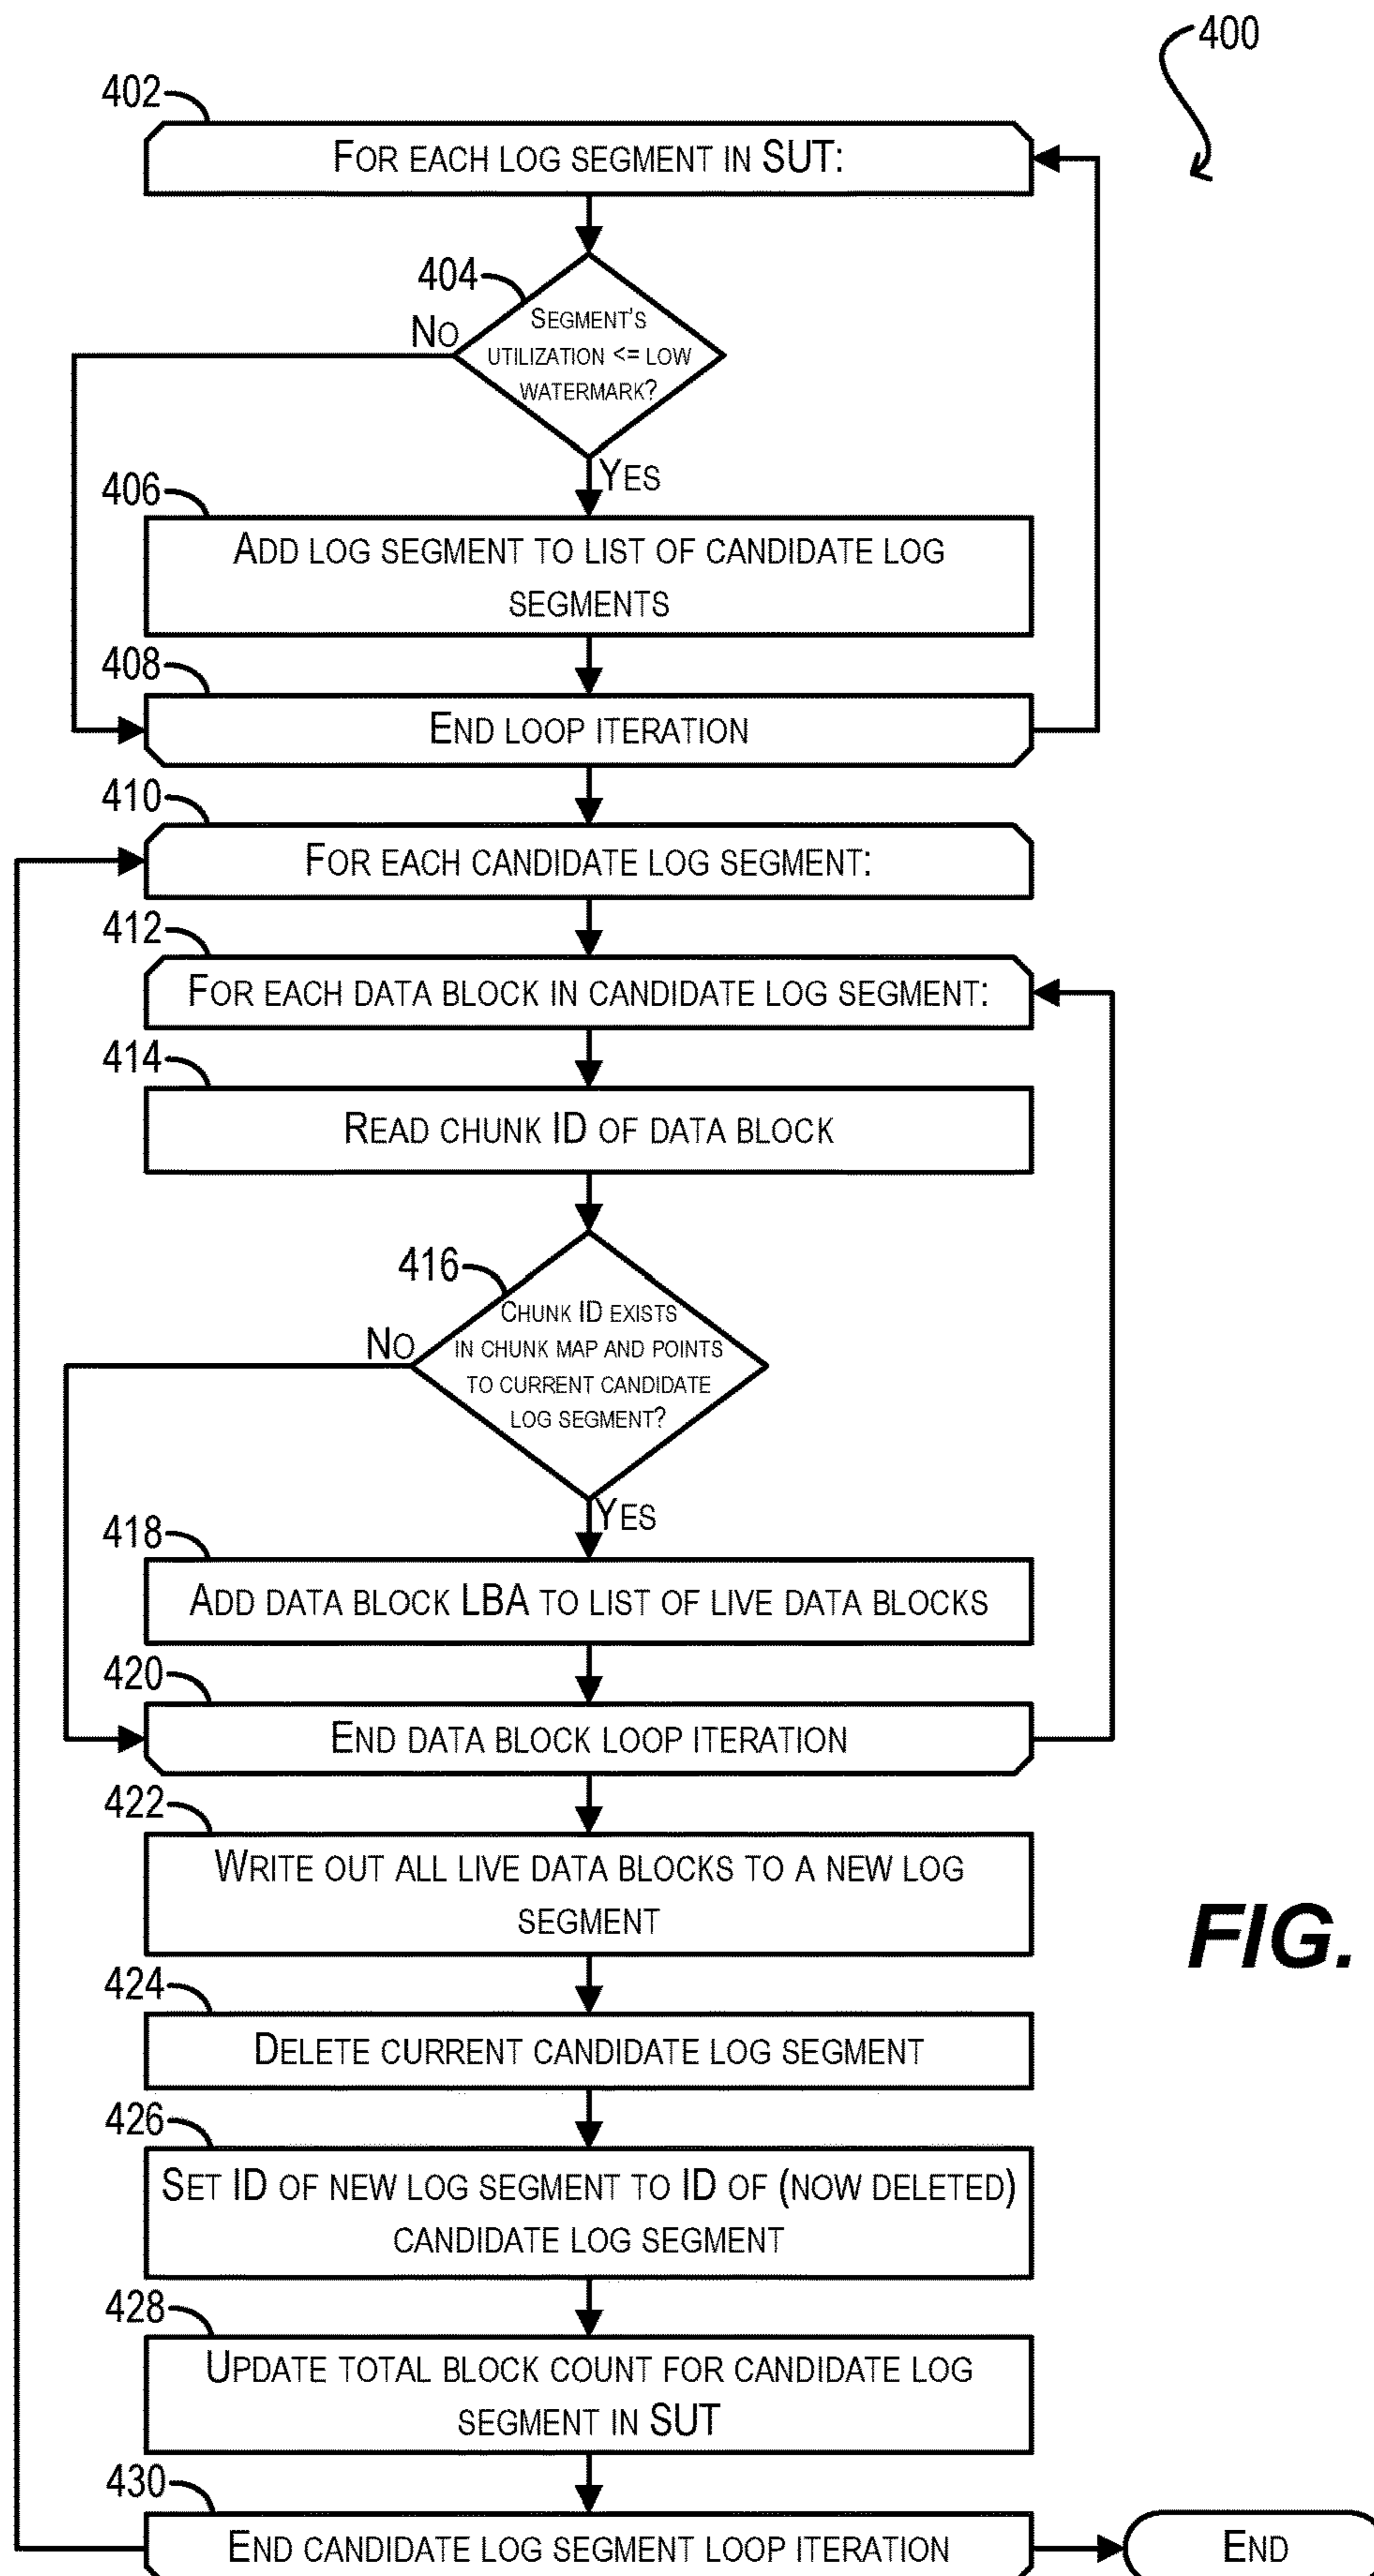 400
402
FOR EACH LOG SEGMENT IN SUT:
404
NO
SEGMENT'S
UTILIZATION <= LOW
WATERMARK?
YES
406
ADD LOG SEGMENT TO LIST OF CANDIDATE LOG
SEGMENTS
408
END LOOP ITERATION
410
FOR EACH CANDIDATE LOG SEGMENT:
412
FOR EACH DATA BLOCK IN CANDIDATE LOG SEGMENT:
414
READ CHUNK ID OF DATA BLOCK
416
NO
CHUNK ID EXISTS
IN CHUNK MAP AND POINTS
TO CURRENT CANDIDATE
LOG SEGMENT?
YES
418
ADD DATA BLOCK LBA TO LIST OF LIVE DATA BLOCKS
420
END DATA BLOCK LOOP ITERATION
422
WRITE OUT ALL LIVE DATA BLOCKS TO A NEW LOG
SEGMENT
FIG.
424
DELETE CURRENT CANDIDATE LOG SEGMENT
426
SET ID OF NEW LOG SEGMENT TO ID OF (NOW DELETED)
CANDIDATE LOG SEGMENT
428
UPDATE TOTAL BLOCK COUNT FOR CANDIDATE LOG
SEGMENT IN SUT
430
END CANDIDATE LOG SEGMENT LOOP ITERATION
END